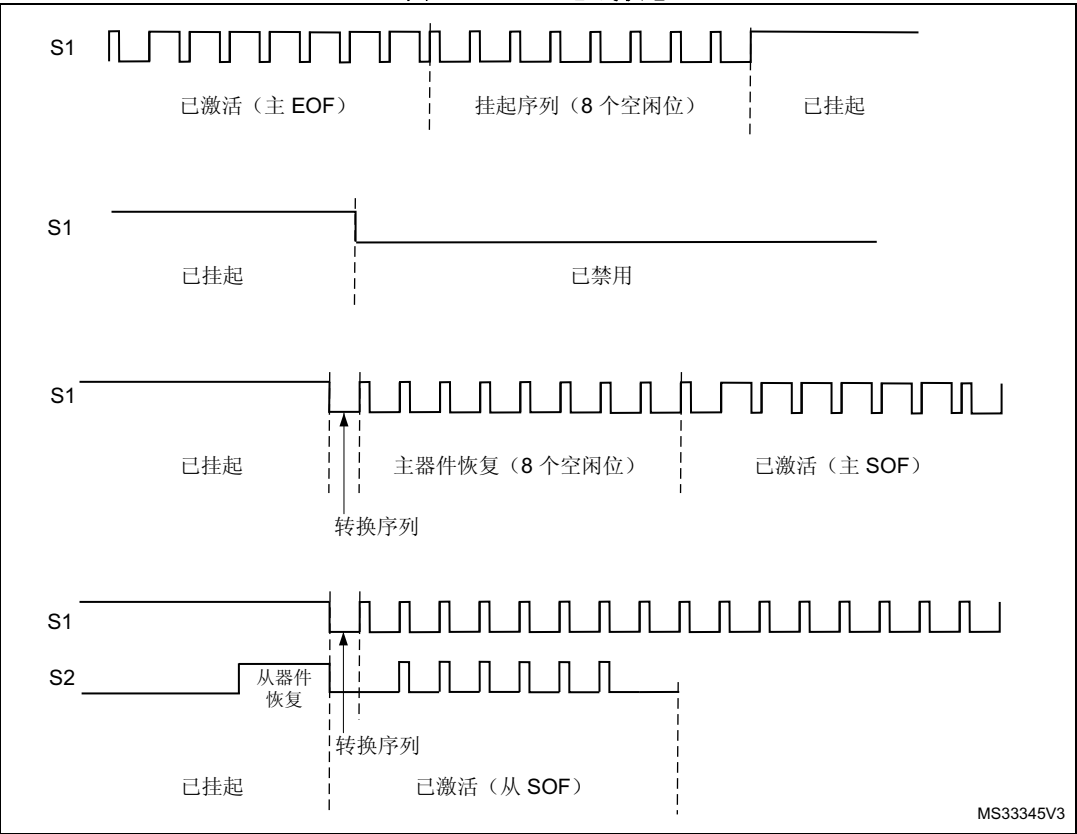 S1
已激活（主 EOF）
挂起序列（8 个空闲位）
已挂起
S1
已挂起
已禁用
S1
已挂起
主器件恢复（8 个空闲位）
已激活（主 SOF）
转换序列
S1
S2
从器件
恢复
转换序列
已挂起
已激活（从 SOF）
MS33345V3